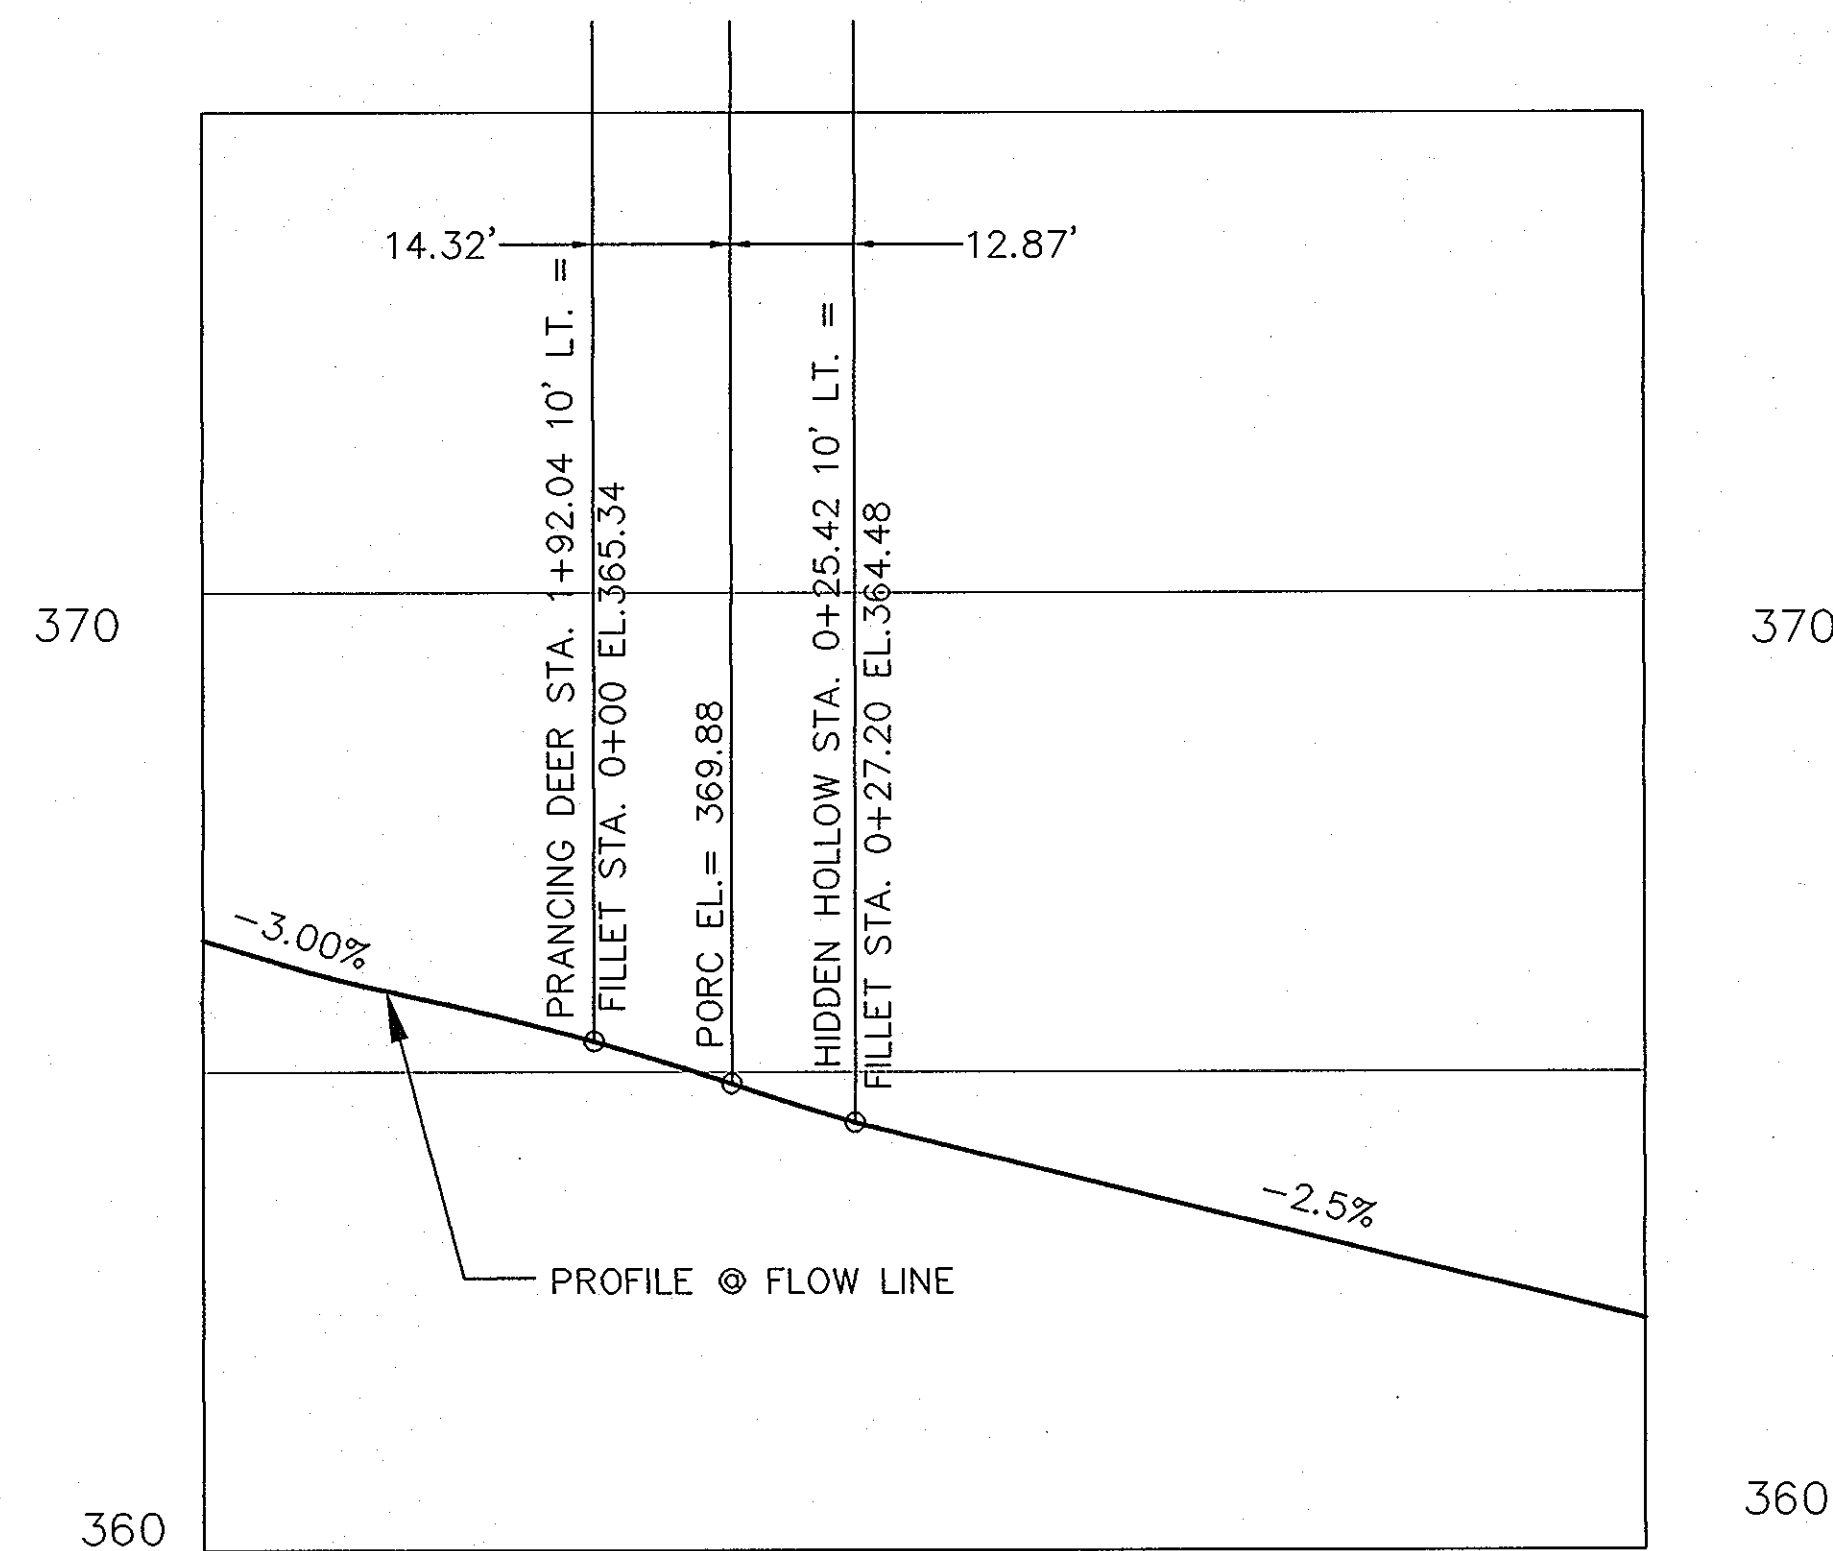 14.32'
12.87'
PRANCING DEER STA. 1+92.04 10' LT. =
FILLET STA. 0+00 EL.365.34
PORC EL.= 369.88
HIDDEN HOLLOW STA. 0+25.42 10' LT. =
FILLET STA. 0+27.20 EL.364.48
370
370
-3.00%
-2.5%
PROFILE @ FLOW LINE
360
360